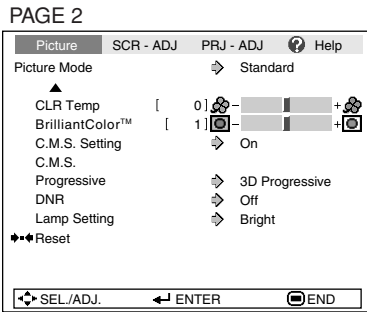 PAGE 2
Picture SCR - ADJ PRJ - ADJ ? Help
Picture Mode Standard
CLR Temp [ 0 ] - +
BrilliantColor™ [ 1 ] - +
C.M.S. Setting On
C.M.S.
Progressive 3D Progressive
DNR Off
Lamp Setting Bright
Reset
SEL./ADJ. ENTER END